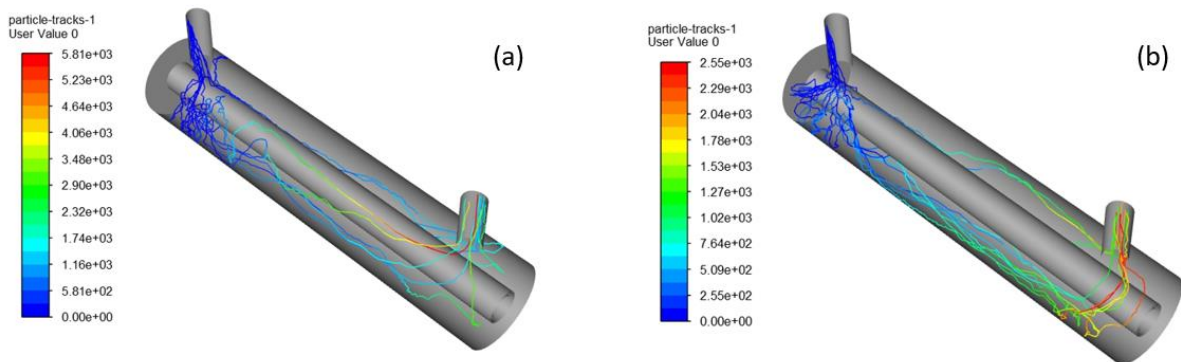 particle-tracks-1
User Value 0
5.81e+03
5.23e+03
4.64e+03
4.06e+03
3.48e+03
2.90e+03
2.32e+03
1.74e+03
1.16e+03
5.81e+02
0.00e+00
(a)
particle-tracks-1
User Value 0
2.55e+03
2.29e+03
2.04e+03
1.78e+03
1.53e+03
1.27e+03
1.02e+03
7.64e+02
5.09e+02
2.55e+02
0.00e+00
(b)